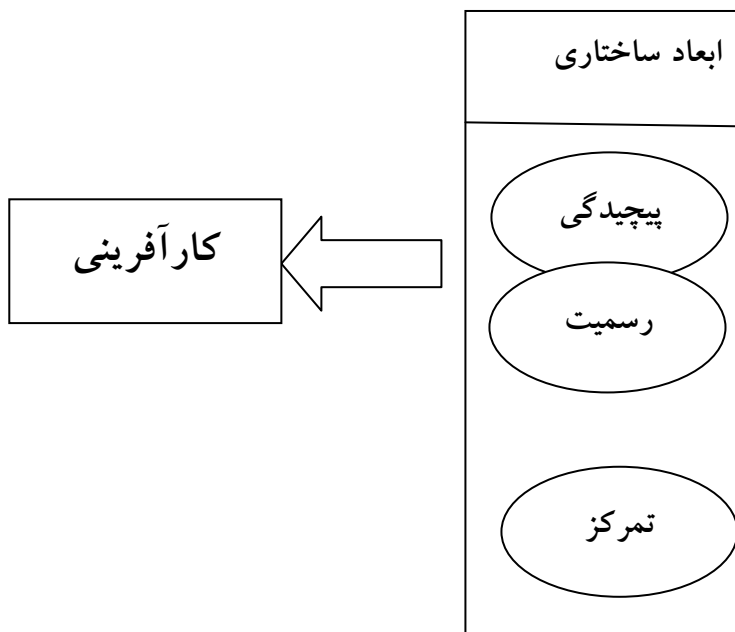 ابعاد ساختاری
پیچیدگی
کارآفرینی
رسمیت
تمرکز